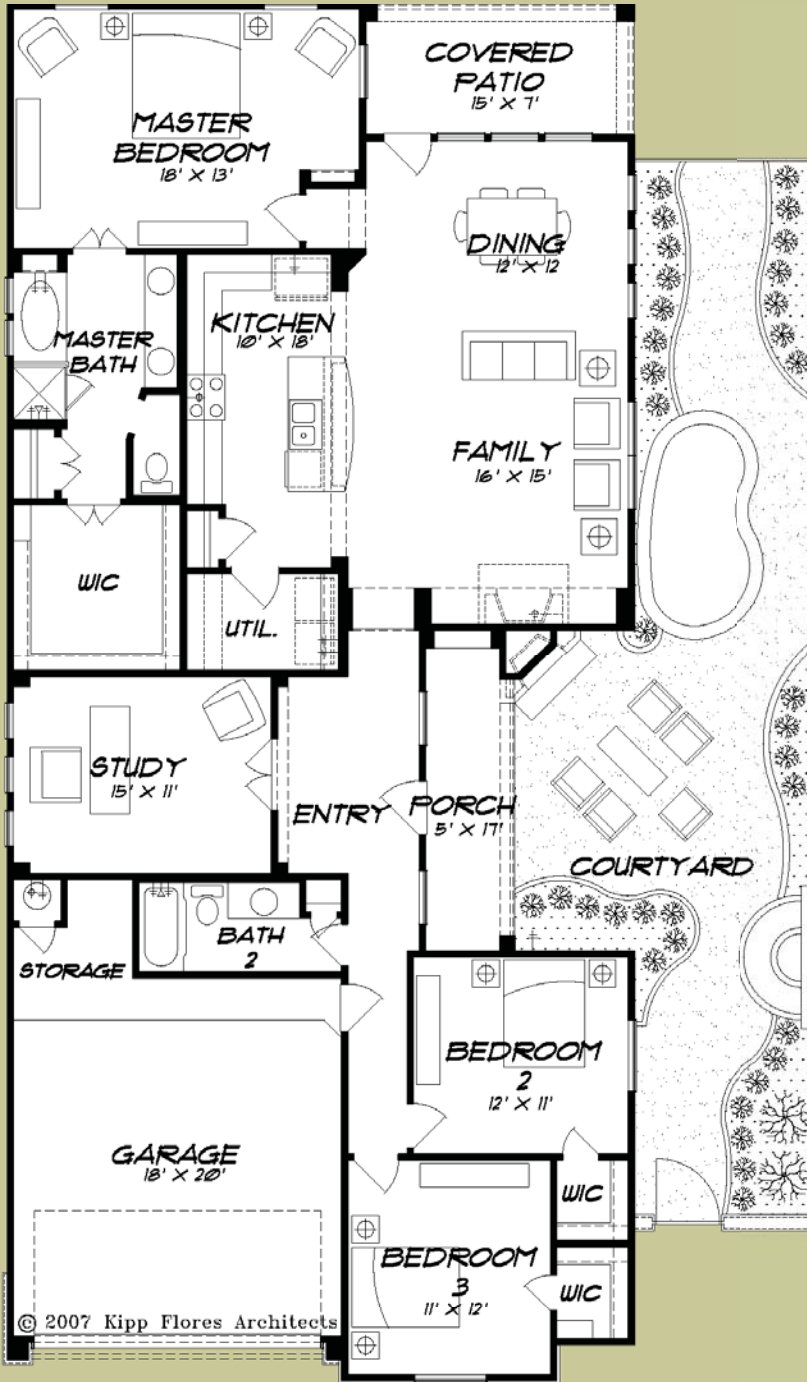 COVERED
PATIO
15' X 7'
MASTER
BEDROOM
18' X 13'
DINING
12' X 12
KITCHEN
10' X 18'
MASTER
BATH
FAMILY
16' X 15'
WIC
UTIL.
STUDY
15' X 11'
ENTRY
PORCH
5' X 17'
COURTYARD
BATH
2
STORAGE
BEDROOM
2
12' X 11'
GARAGE
18' X 20'
WIC
BEDROOM
3
11' X 12'
WIC
© 2007 Kipp Flores Architects